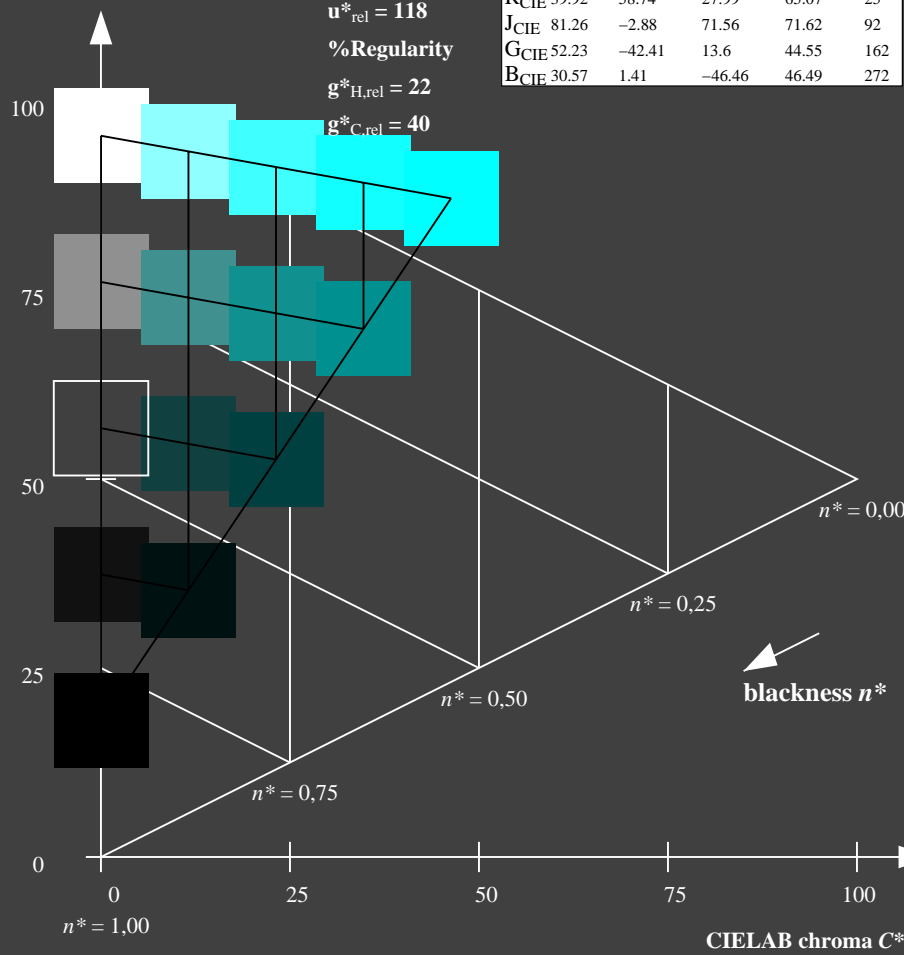 u*rel = 118
%Regularity
g*H,rel = 22
g*C,rel = 40
JCIE 81.26 −2.88 71.56 71.62 92
GCIE 52.23 −42.41 13.6 44.55 162
BCIE 30.57 1.41 −46.46 46.49 272
100
75
50
25
0
n* = 0,00
n* = 0,25
blackness n*
n* = 0,50
n* = 0,75
0 25 50 75 100
n* = 1,00
CIELAB chroma C*